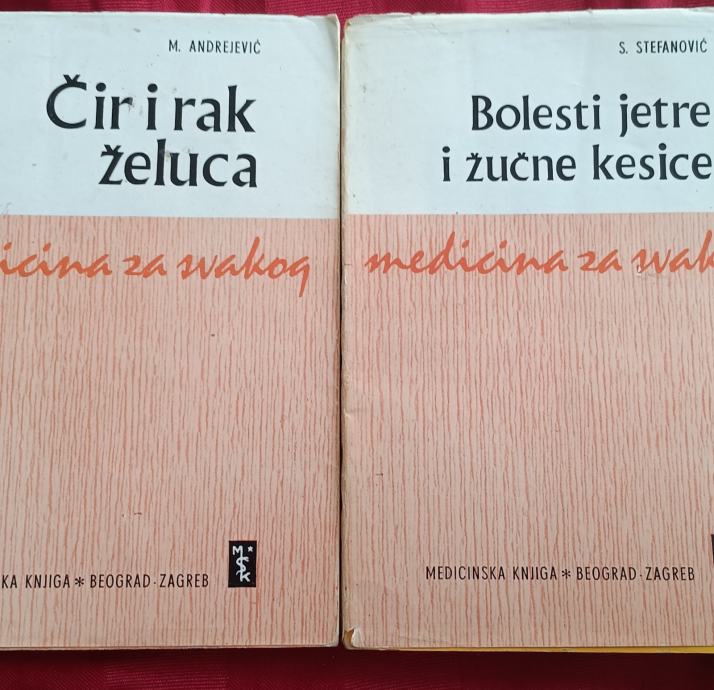 M. ANDREJEVIĆ
Čir i rak
želuca
icina za svakog
KA KNJIGA * BEOGRAD-ZAGREB
S. STEFANOVIĆ
Bolesti jetre
i žučne kesice
medicina za svak
MEDICINSKA KNJIGA * BEOGRAD-ZAGREB